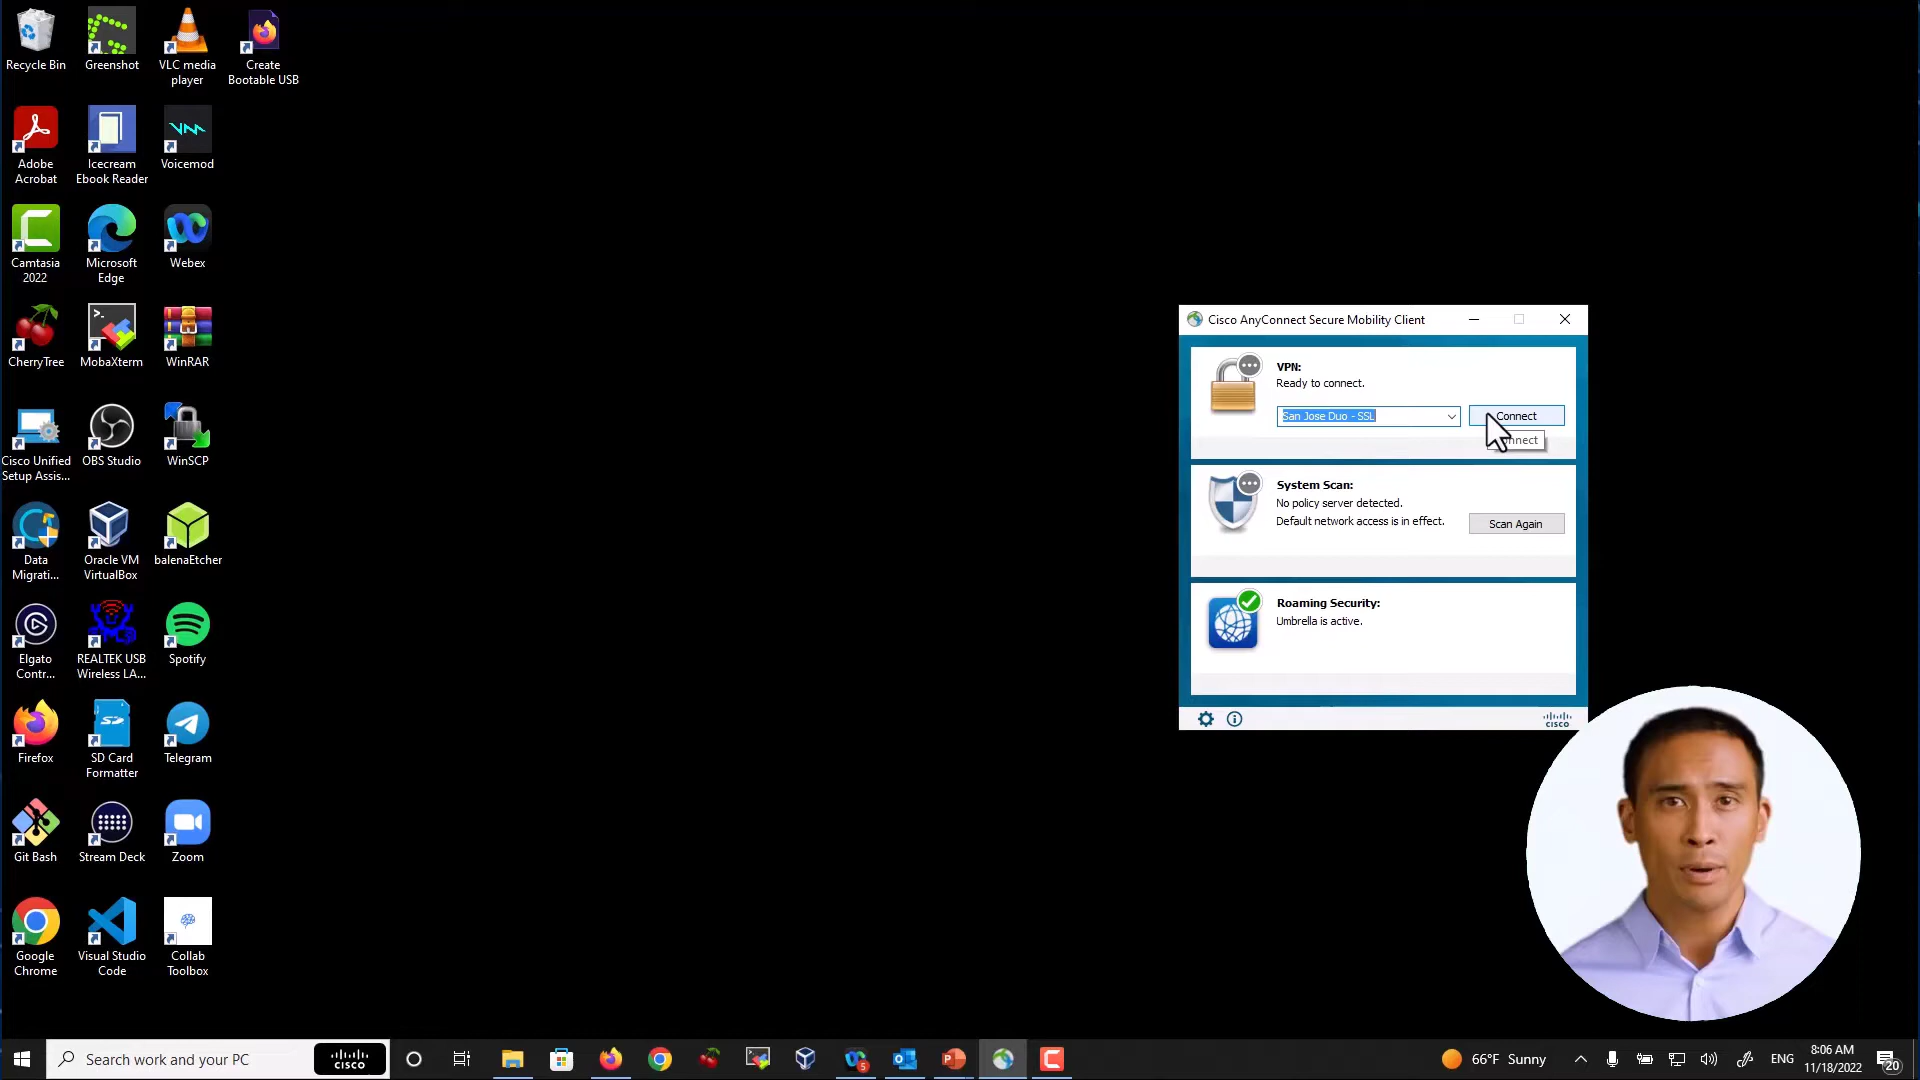 Recycle Bin
Greenshot
VLC media
player
Create
Bootable USB
Adobe
Acrobat
Icecream
Ebook Reader
Voicemod
Camtasia
2022
Microsoft
Edge
Webex
CherryTree
MobaXterm
WinRAR
Cisco Unified
Setup Assis...
OBS Studio
WinSCP
Data
Migrati...
Oracle VM
VirtualBox
balenaEtcher
Elgato
Contr...
REALTEK USB
Wireless LA...
Spotify
Firefox
SD Card
Formatter
Telegram
Git Bash
Stream Deck
Zoom
Google
Chrome
Visual Studio
Code
Collab
Toolbox
Cisco AnyConnect Secure Mobility Client
VPN:
Ready to connect.
San Jose Duo - SSL
Connect
System Scan:
No policy server detected.
Default network access is in effect.
Scan Again
Roaming Security:
Umbrella is active.
CISCO
Search work and your PC
CISCO
66°F Sunny
ENG
8:06 AM
11/18/2022
20